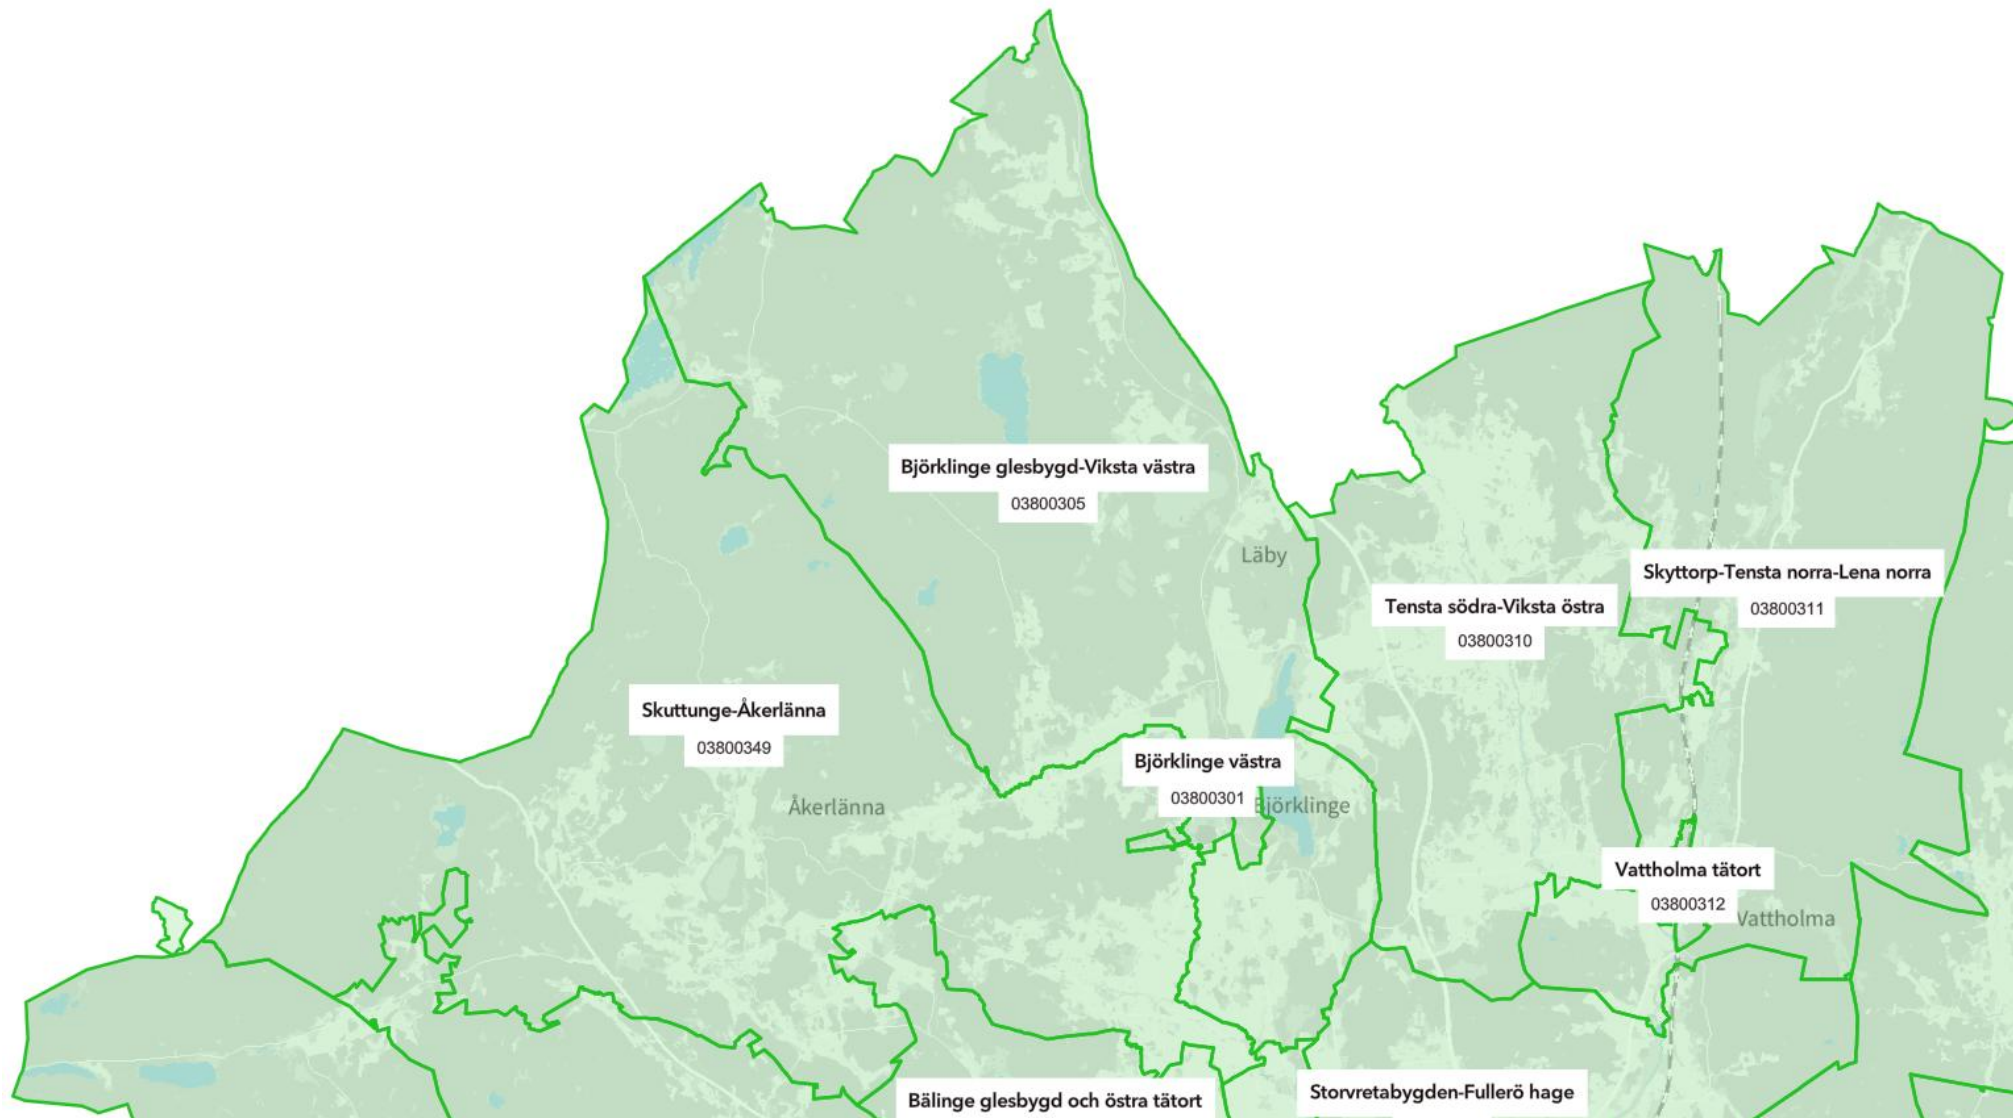 Björklinge glesbygd-Viksta västra
03800305
Läby
Skyttorp-Tensta norra-Lena norra
03800311
Tensta södra-Viksta östra
03800310
Skuttunge-Åkerlänna
03800349
Björklinge västra
03800301
Åkerlänna
Björklinge
Vattholma tätort
03800312
Vattholma
Storvretabygden-Fullerö hage
Bälinge glesbygd och östra tätort